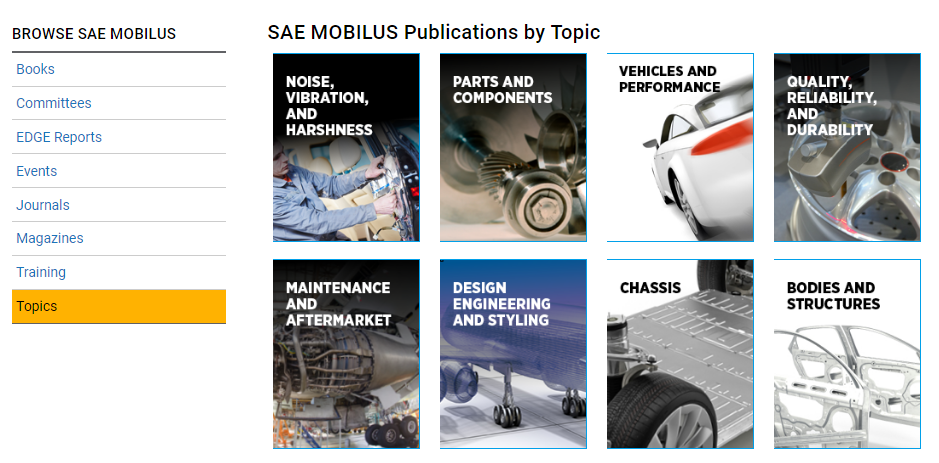 BROWSE SAE MOBILUS
Books
Committees
EDGE Reports
Events
Journals
Magazines
Training
Topics
SAE MOBILUS Publications by Topic
NOISE,
VIBRATION,
AND
HARSHNESS
PARTS AND
COMPONENTS
VEHICLES AND
PERFORMANCE
QUALITY,
RELIABILITY,
AND
DURABILITY
MAINTENANCE
AND
AFTERMARKET
DESIGN
ENGINEERING
AND STYLING
CHASSIS
BODIES AND
STRUCTURES